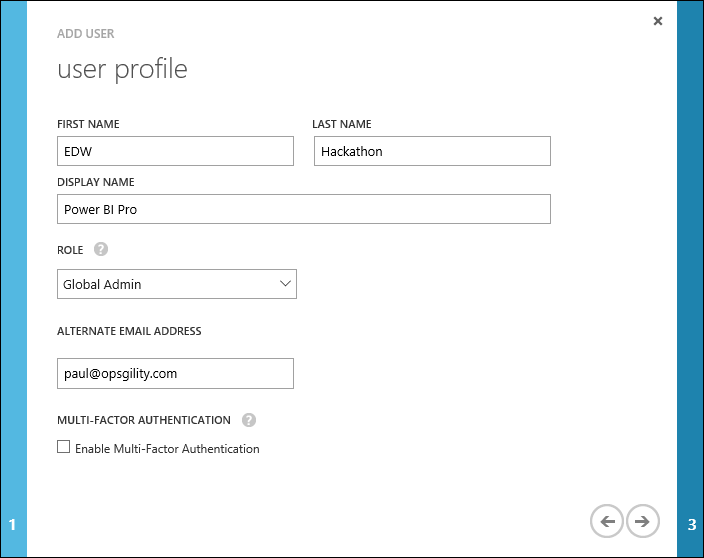 ADD USER
user profile
FIRST NAME LAST NAME
EDW Hackathon
DISPLAY NAME
Power BI Pro
ROLE ?
Global Admin
ALTERNATE EMAIL ADDRESS
paul@opsgility.com
MULTI-FACTOR AUTHENTICATION ?
Enable Multi-Factor Authentication
1 3